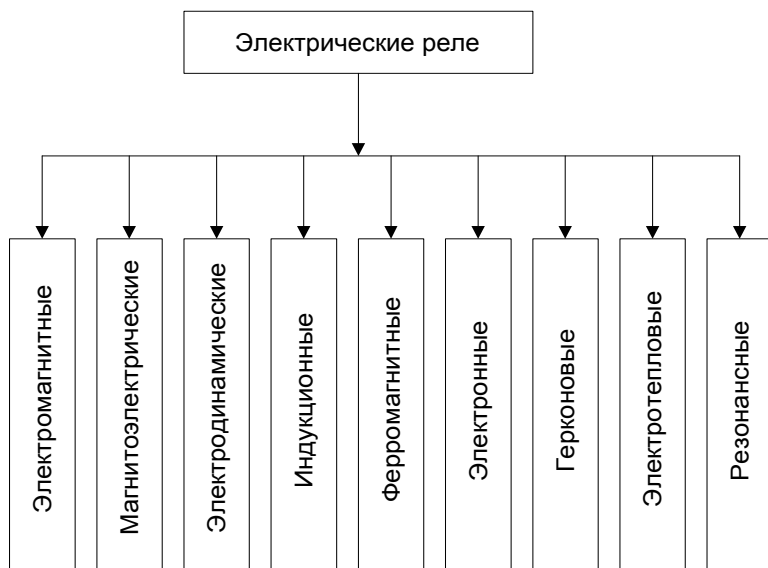 Электрические реле
Электромагнитные
Магнитоэлектрические
Электродинамические
Индукционные
Ферромагнитные
Электронные
Герконовые
Электротепловые
Резонансные